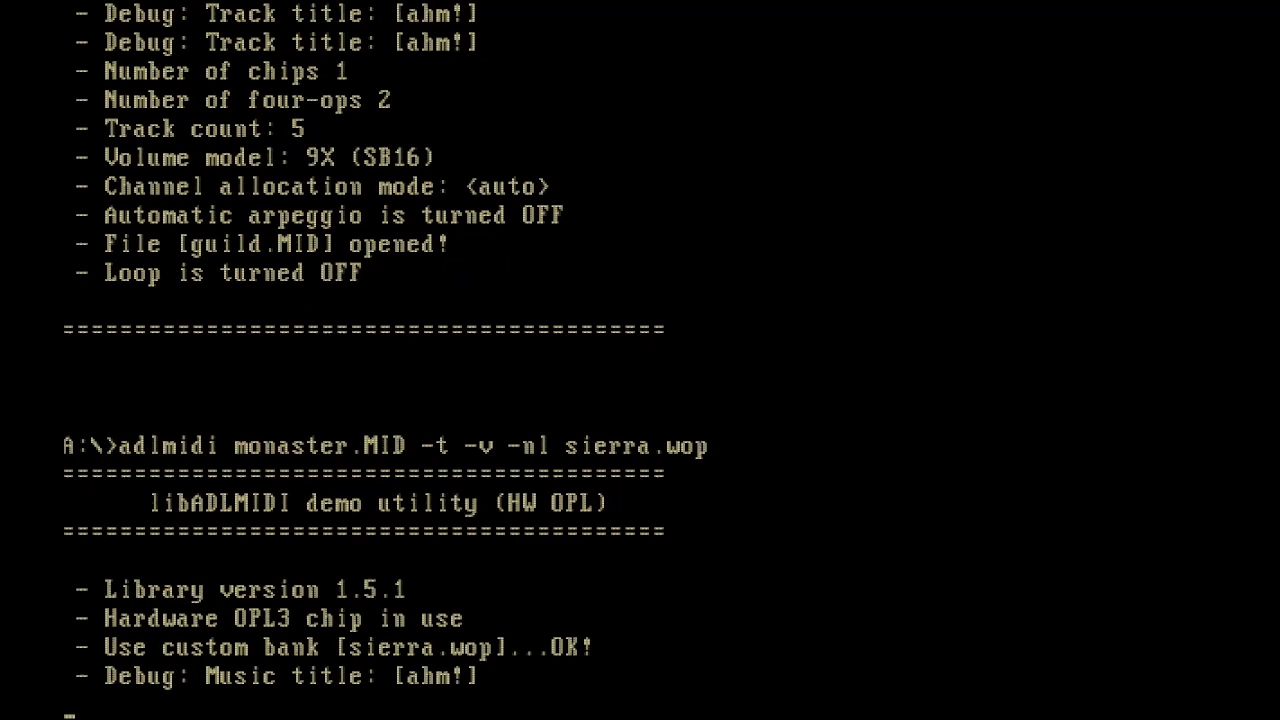 - Debug: Track title: [ahm!]
- Debug: Track title: [ahm!]
- Number of chips 1
- Number of four-ops 2
- Track count: 5
- Volume model: 9X (SB16)
- Channel allocation mode: <auto>
- Automatic arpeggio is turned OFF
- File [guild.MID] opened!
- Loop is turned OFF
==========================================
A:\>adlmidi monaster.MID -t -v -nl sierra.wop
==========================================
libADLMIDI demo utility (HW OPL)
==========================================
- Library version 1.5.1
- Hardware OPL3 chip in use
- Use custom bank [sierra.wop]...OK!
- Debug: Music title: [ahm!]